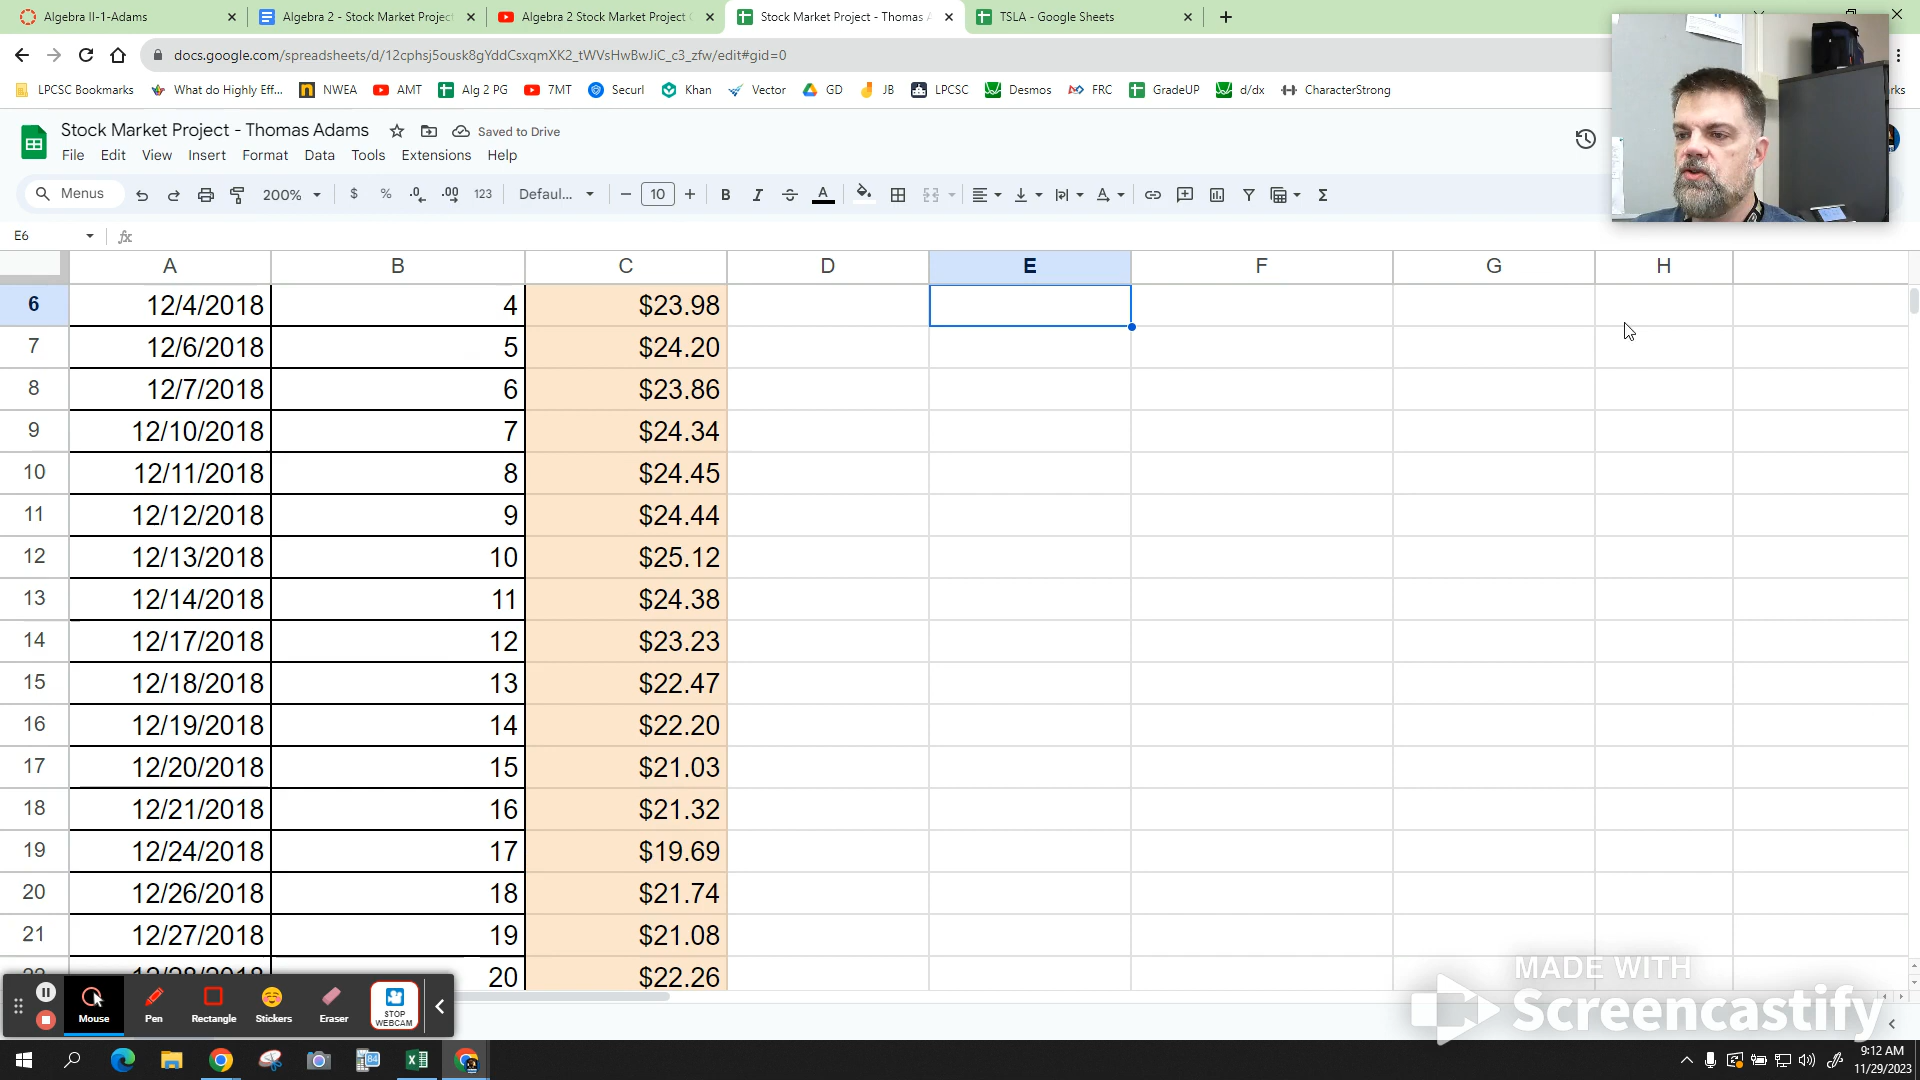 Algebra II-1-Adams
Algebra 2 - Stock Market Project
Algebra 2 Stock Market Project
Stock Market Project - Thomas A
TSLA - Google Sheets
docs.google.com/spreadsheets/d/12cphsj5ousk8gYddCsxqmXK2_tWVsHwBwJiC_c3_zfw/edit#gid=0
LPCSC Bookmarks What do Highly Eff... NWEA AMT Alg 2 PG 7MT Securl Khan Vector GD JB LPCSC Desmos FRC GradeUP d/dx CharacterStrong
Stock Market Project - Thomas Adams Saved to Drive
File Edit View Insert Format Data Tools Extensions Help
Menus 200% $ % .0 .00 123 Defaul... 10 B I A
E6 fx
A B C D E F G H
6 12/4/2018 4 $23.98
7 12/6/2018 5 $24.20
8 12/7/2018 6 $23.86
9 12/10/2018 7 $24.34
10 12/11/2018 8 $24.45
11 12/12/2018 9 $24.44
12 12/13/2018 10 $25.12
13 12/14/2018 11 $24.38
14 12/17/2018 12 $23.23
15 12/18/2018 13 $22.47
16 12/19/2018 14 $22.20
17 12/20/2018 15 $21.03
18 12/21/2018 16 $21.32
19 12/24/2018 17 $19.69
20 12/26/2018 18 $21.74
21 12/27/2018 19 $21.08
22 12/28/2018 20 $22.26
Mouse Pen Rectangle Stickers Eraser STOP WEBCAM
MADE WITH
Screencastify
9:12 AM
11/29/2023